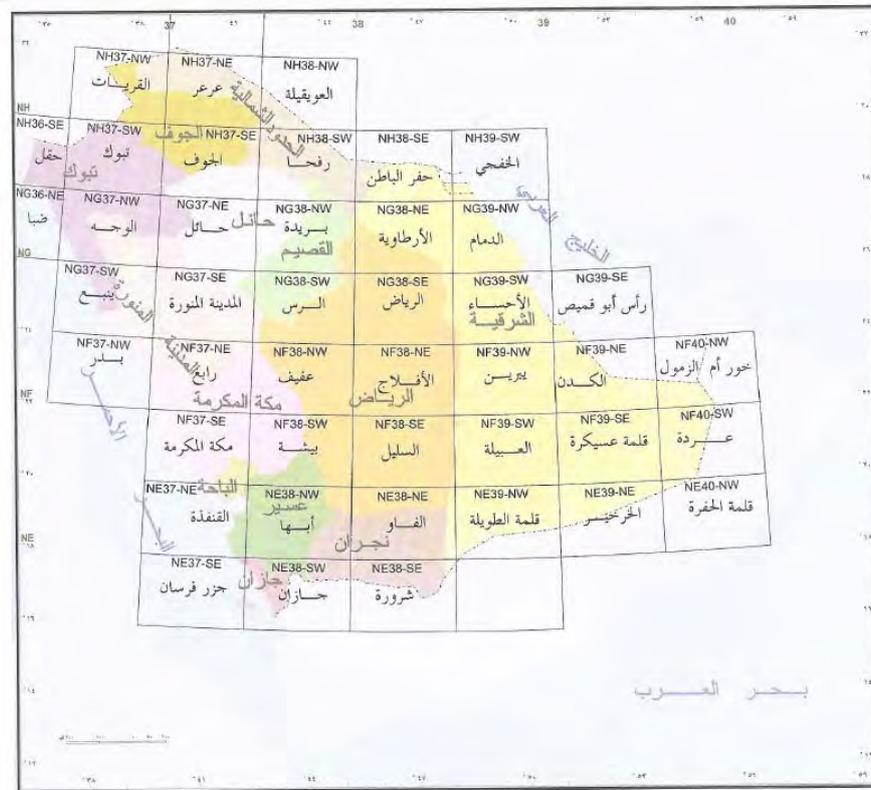 37 38 39 40
NH37-NW NH37-NE NH38-NW
القريات عرعر العويقيلة
الحدود الشمالية
NH
NH36-SE NH37-SW NH37-SE NH38-SW NH38-SE NH39-SW
الجوف
حقل تبوك الجوف رفحا حفر الباطن الخفجي
تبوك
NG36-NE NG37-NW NG37-NE NG38-NW NG38-NE NG39-NW
ضبا الوجه حائل بريدة الأرطاوية الدمام
حائل
القصيم
الخليج العربي
NG
NG37-SW NG37-SE NG38-SW NG38-SE NG39-SW NG39-SE
ينبع المدينة المنورة الرس الرياض الأحساء رأس أبو قميص
المدينة المنورة
الشرقية
NF37-NW NF37-NE NF38-NW NF38-NE NF39-NW NF39-NE NF40-NW
بدر رابغ عفيف الأفلاج يبرين الكدن خور أم الزمول
NF
مكة المكرمة الرياض
NF37-SE NF38-SW NF38-SE NF39-SW NF39-SE NF40-SW
مكة المكرمة بيشة السليل العبيلة قلمة عسيكرة عردة
البحر الأحمر
الباحة
NE37-NE NE38-NW NE38-NE NE39-NW NE39-NE NE40-NW
عسير
القنفذة أبها الفاو قلمة الطويلة الخرخير قلمة الحفرة
NE
نجران
NE37-SE NE38-SW NE38-SE
جازان
جزر فرسان جازان شرورة
بحر العرب